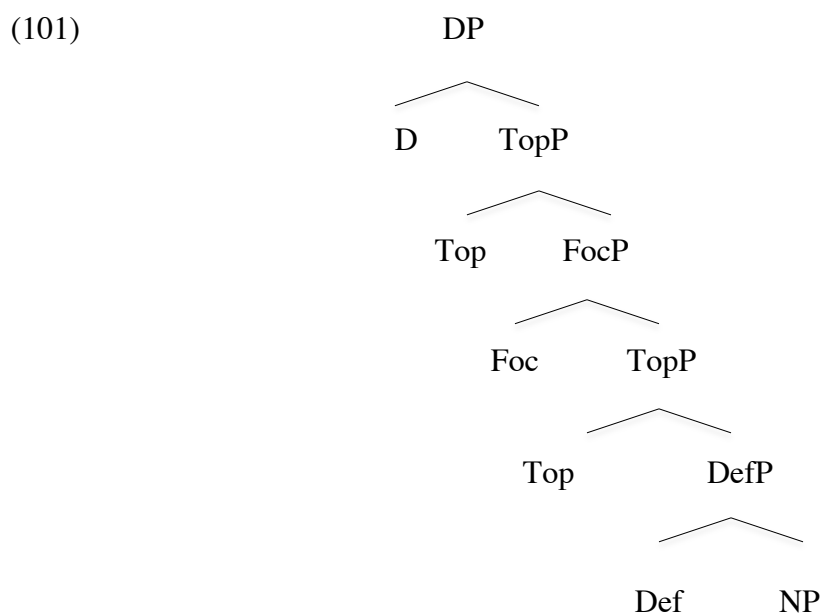 (101) DP
D TopP
Top FocP
Foc TopP
Top DefP
Def NP